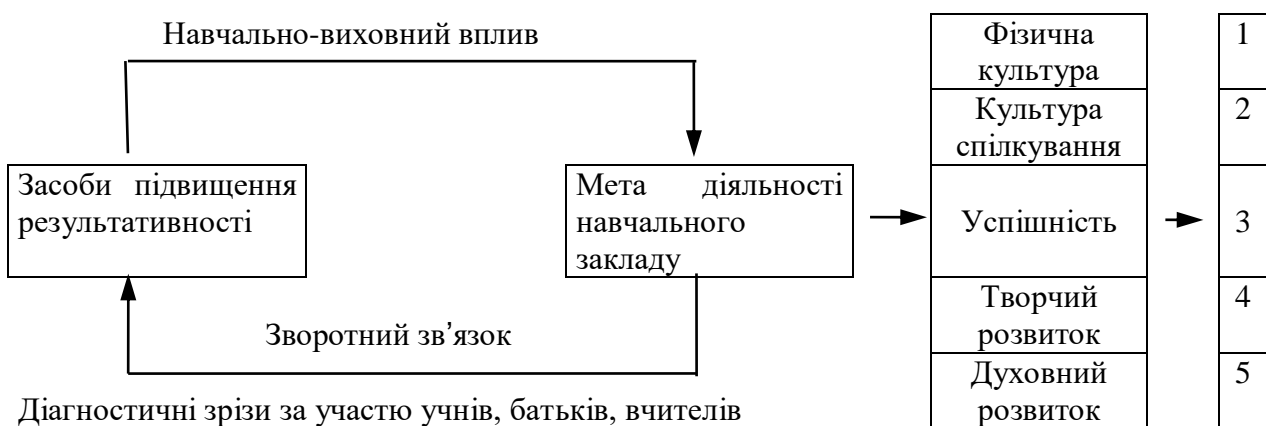 Навчально-виховний вплив
Засоби підвищення
результативності
Мета діяльності
навчального
закладу
Зворотний зв’язок
Діагностичні зрізи за участю учнів, батьків, вчителів
Фізична
культура
1
Культура
спілкування
2
Успішність
3
Творчий
розвиток
4
Духовний
розвиток
5